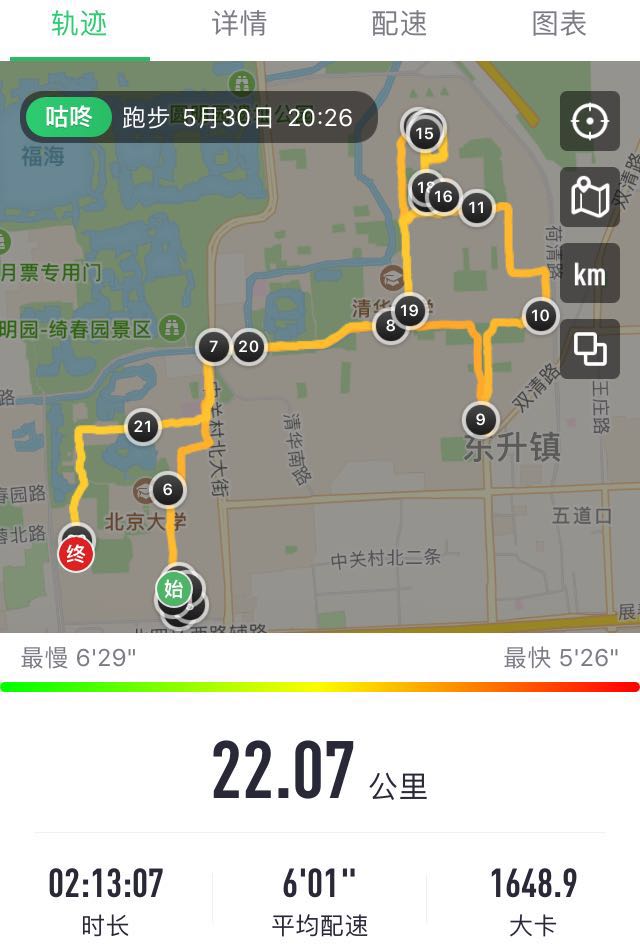 轨迹 详情 配速 图表
咕咚 跑步 5月30日 20:26
福海
15
双清路
月票专用门
18 16 11
荷清路
km
清华 学
明园-绮春园景区
8 19 10
7 20
双清路
王庄路
中关村北大街
21
清华南路
9
东升镇
6
春园路
北京大学
五道口
终
中关村北二条
始
最慢 6'29" 最快 5'26"
22.07 公里
02:13:07 6'01" 1648.9
时长 平均配速 大卡